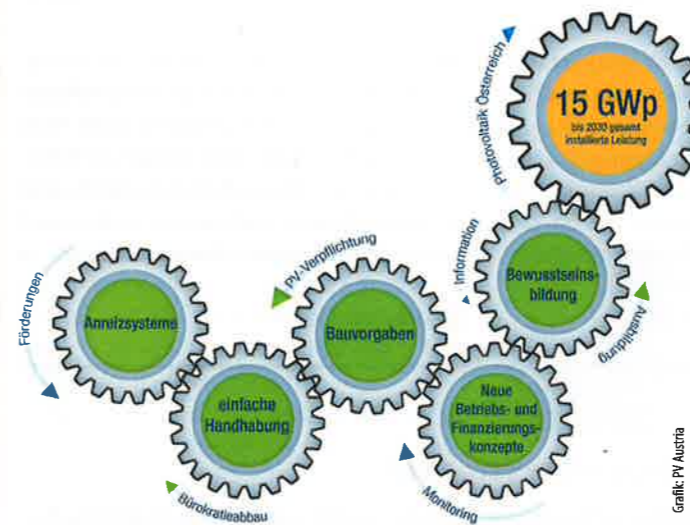 Photovoltaik Österreich
15 GWp
bis 2030 gesamt
installierte Leistung
Information
Bewusstseins-
bildung
Ausbildung
PV-Verpflichtung
Bauvorgaben
Förderungen
Anreizsysteme
einfache
Handhabung
Bürokratieabbau
Neue
Betriebs- und
Finanzierungs-
konzepte
Monitoring
Grafik: PV Austria